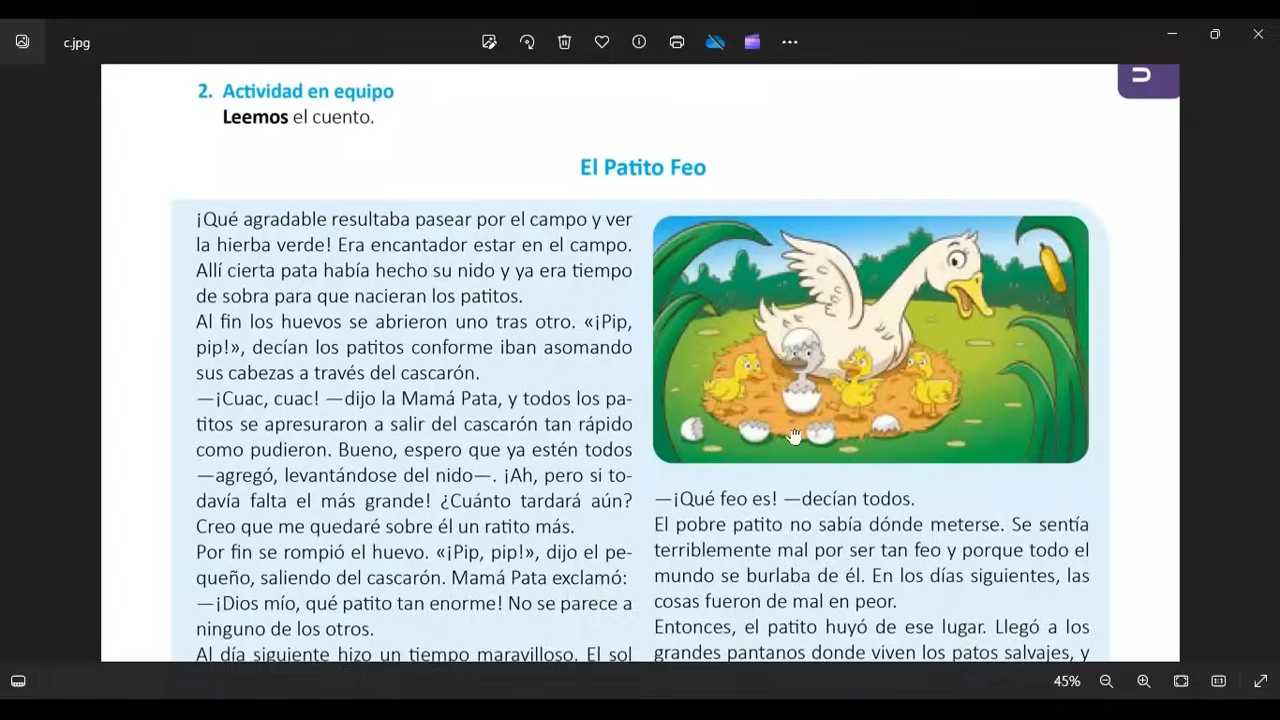 c.jpg
U
2. Actividad en equipo
Leemos el cuento.
El Patito Feo
¡Qué agradable resultaba pasear por el campo y ver
la hierba verde! Era encantador estar en el campo.
Allí cierta pata había hecho su nido y ya era tiempo
de sobra para que nacieran los patitos.
Al fin los huevos se abrieron uno tras otro. «¡Pip,
pip!», decían los patitos conforme iban asomando
sus cabezas a través del cascarón.
—¡Cuac, cuac! —dijo la Mamá Pata, y todos los pa-
titos se apresuraron a salir del cascarón tan rápido
como pudieron. Bueno, espero que ya estén todos
—agregó, levantándose del nido—. ¡Ah, pero si to-
davía falta el más grande! ¿Cuánto tardará aún?
Creo que me quedaré sobre él un ratito más.
Por fin se rompió el huevo. «¡Pip, pip!», dijo el pe-
queño, saliendo del cascarón. Mamá Pata exclamó:
—¡Dios mío, qué patito tan enorme! No se parece a
ninguno de los otros.
Al día siguiente hizo un tiempo maravilloso. El sol
—¡Qué feo es! —decían todos.
El pobre patito no sabía dónde meterse. Se sentía
terriblemente mal por ser tan feo y porque todo el
mundo se burlaba de él. En los días siguientes, las
cosas fueron de mal en peor.
Entonces, el patito huyó de ese lugar. Llegó a los
grandes pantanos donde viven los patos salvajes, y
45%